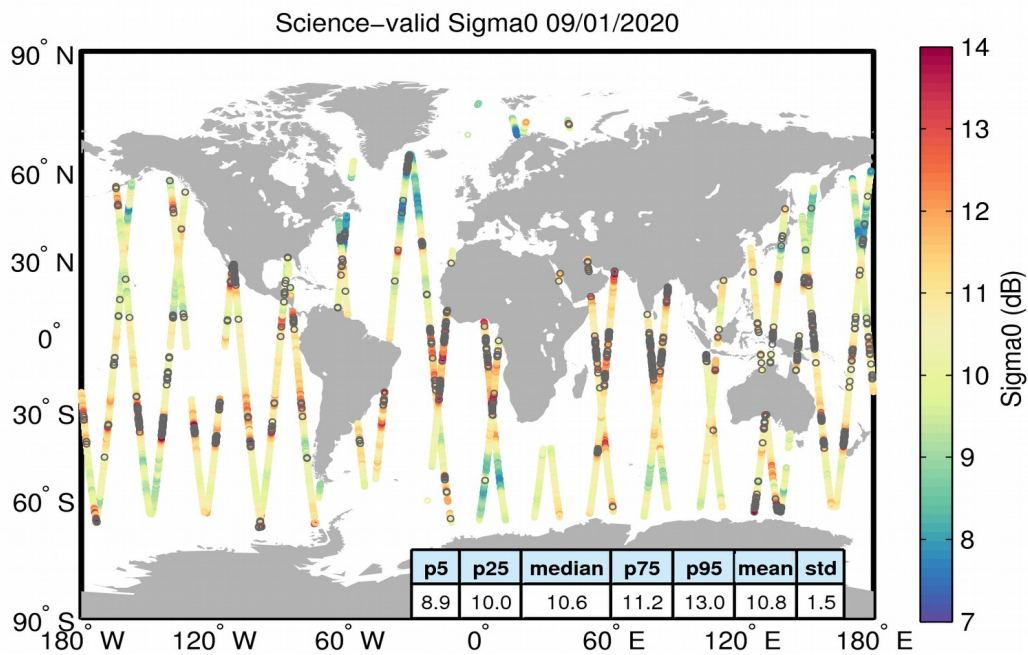 Science–valid Sigma0 09/01/2020
90° N
60° N
30° N
0°
30° S
60° S
90° S
180° W
120° W
60° W
0°
60° E
120° E
180° E
14
13
12
11
10
9
8
7
Sigma0 (dB)
p5 p25 median p75 p95 mean std
8.9 10.0 10.6 11.2 13.0 10.8 1.5